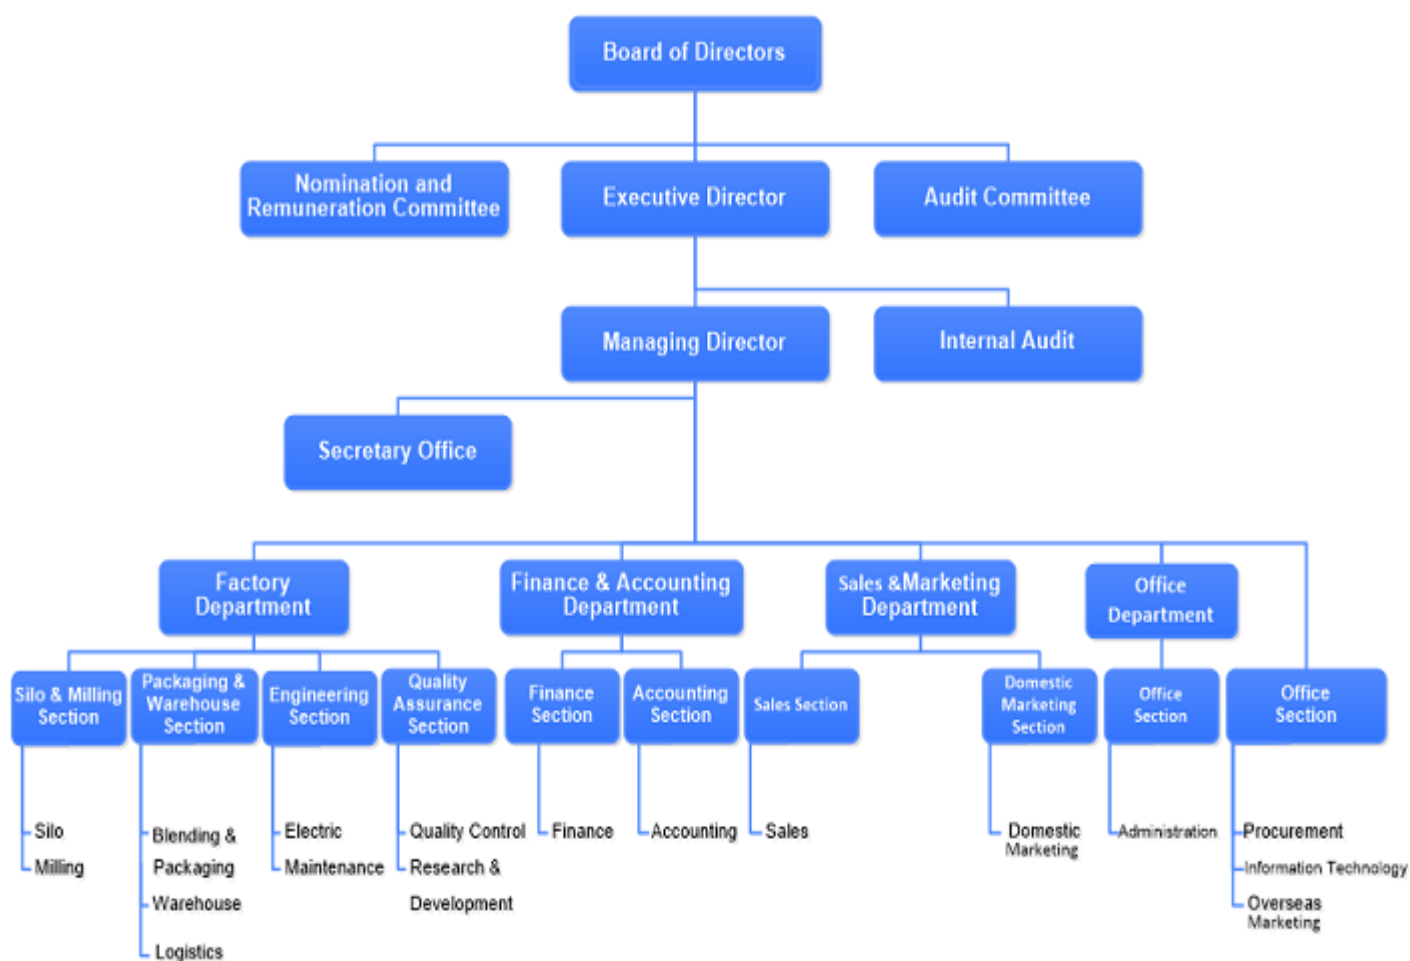 Board of Directors
Nomination and
Remuneration Committee
Executive Director
Audit Committee
Managing Director
Internal Audit
Secretary Office
Factory
Department
Finance & Accounting
Department
Sales &Marketing
Department
Office
Department
Silo & Milling
Section
Packaging &
Warehouse
Section
Engineering
Section
Quality
Assurance
Section
Finance
Section
Accounting
Section
Sales Section
Domestic
Marketing
Section
Office
Section
Office
Section
Silo
Milling
Blending &
Packaging
Warehouse
Logistics
Electric
Maintenance
Quality Control
Research &
Development
Finance
Accounting
Sales
Domestic
Marketing
Administration
Procurement
Information Technology
Overseas
Marketing